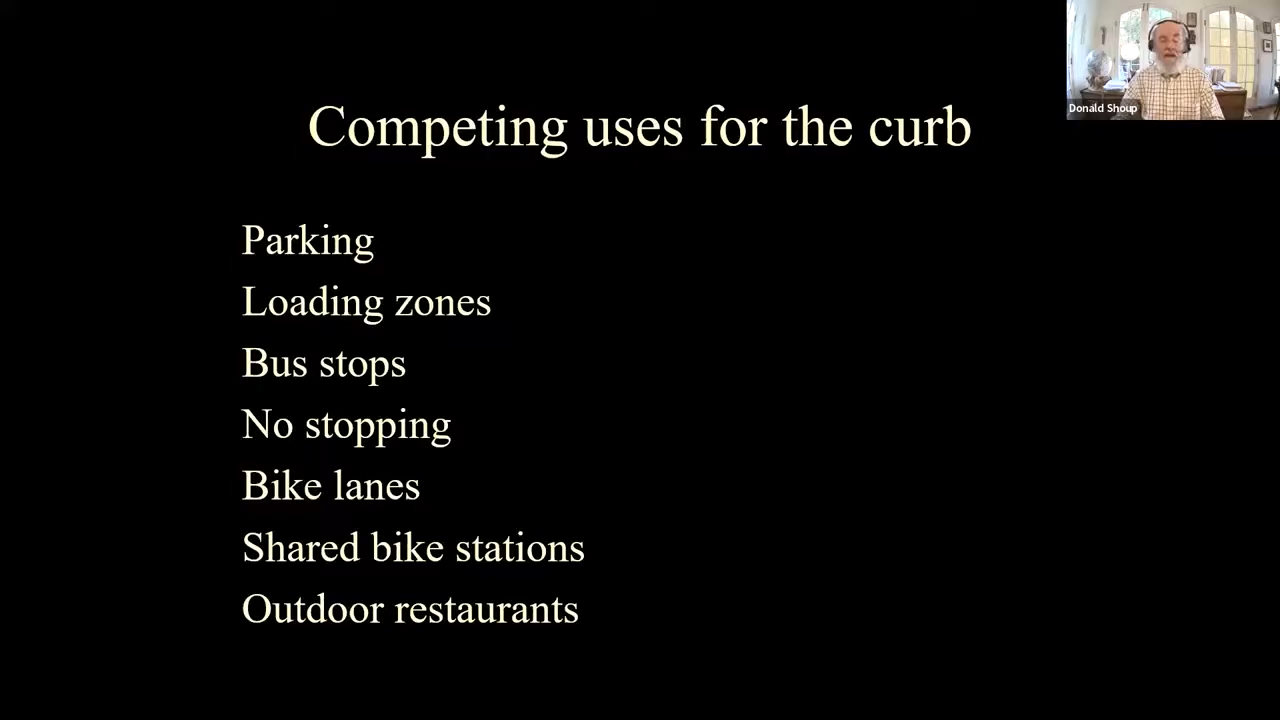 Donald Shoup
Competing uses for the curb
Parking
Loading zones
Bus stops
No stopping
Bike lanes
Shared bike stations
Outdoor restaurants